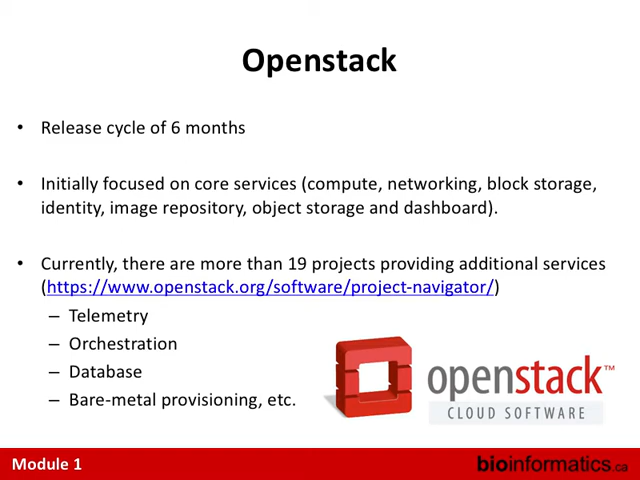 Openstack
• Release cycle of 6 months
• Initially focused on core services (compute, networking, block storage,
identity, image repository, object storage and dashboard).
• Currently, there are more than 19 projects providing additional services
(https://www.openstack.org/software/project-navigator/)
– Telemetry
– Orchestration
– Database
– Bare-metal provisioning, etc.
openstack™
CLOUD SOFTWARE
Module 1
bioinformatics.ca